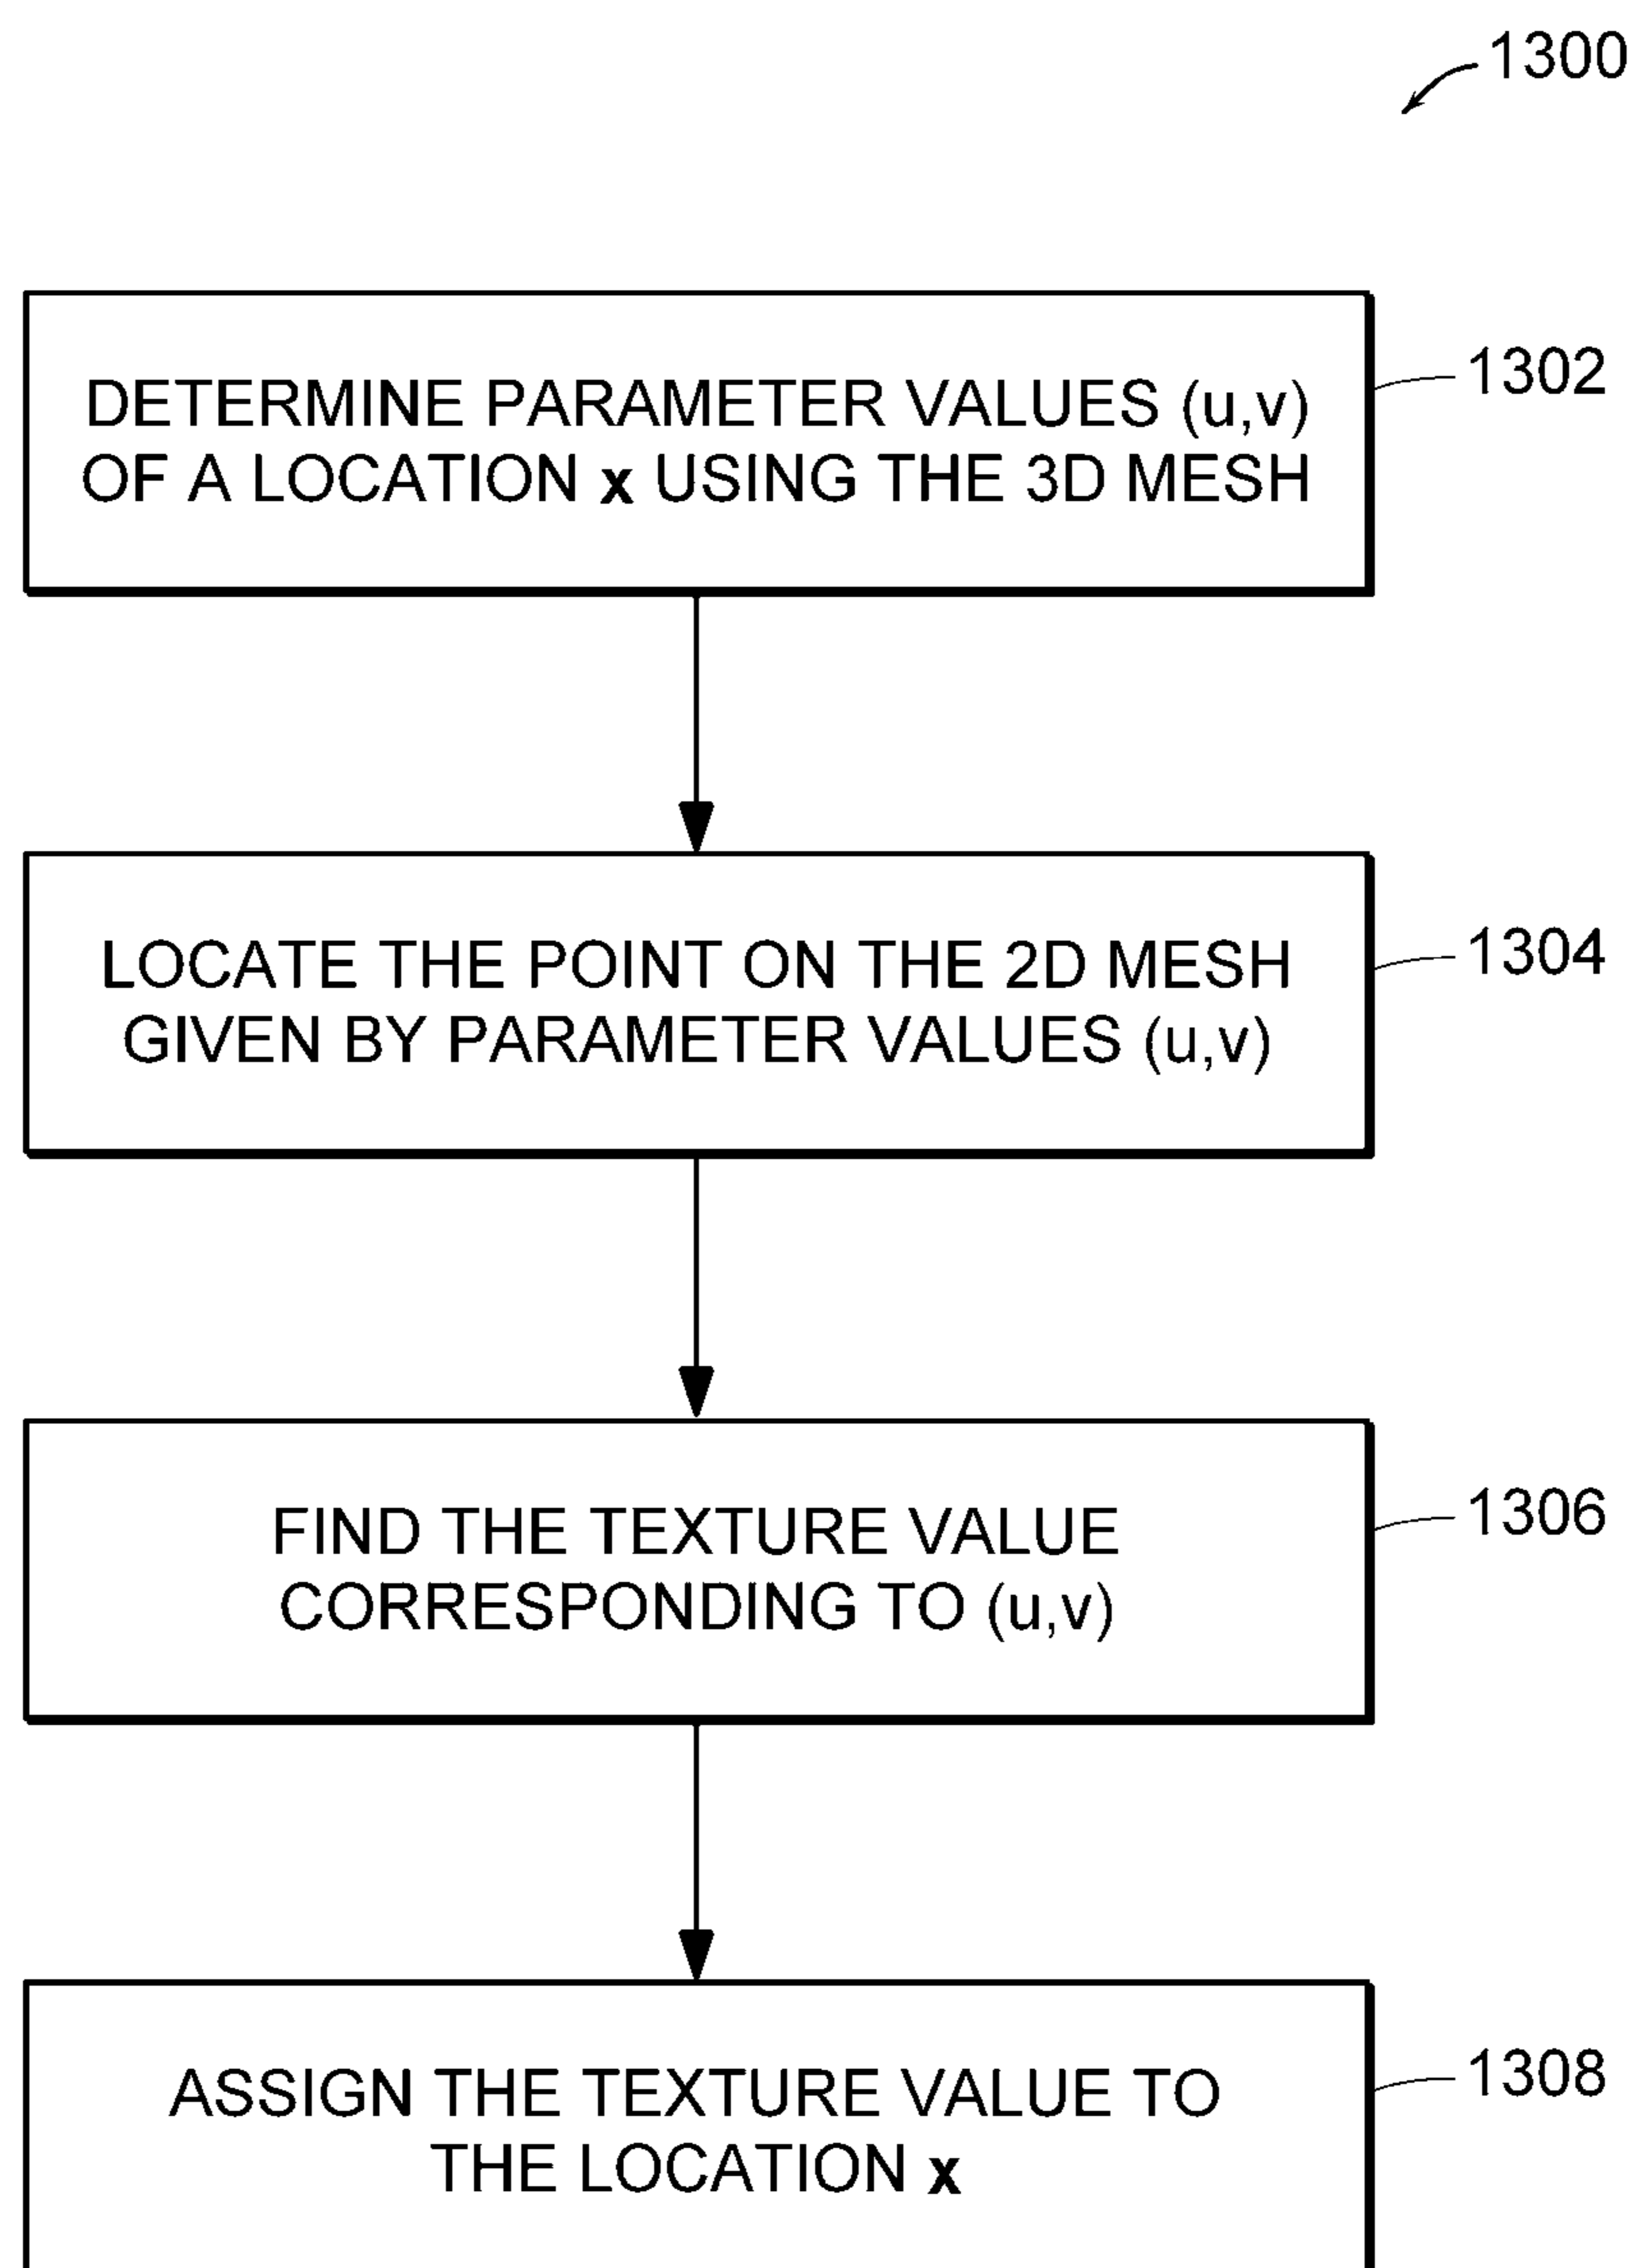 1300
DETERMINE PARAMETER VALUES (u,v)
OF A LOCATION x USING THE 3D MESH
1302
LOCATE THE POINT ON THE 2D MESH
GIVEN BY PARAMETER VALUES (u,v)
1304
FIND THE TEXTURE VALUE
CORRESPONDING TO (u,v)
1306
ASSIGN THE TEXTURE VALUE TO
THE LOCATION x
1308